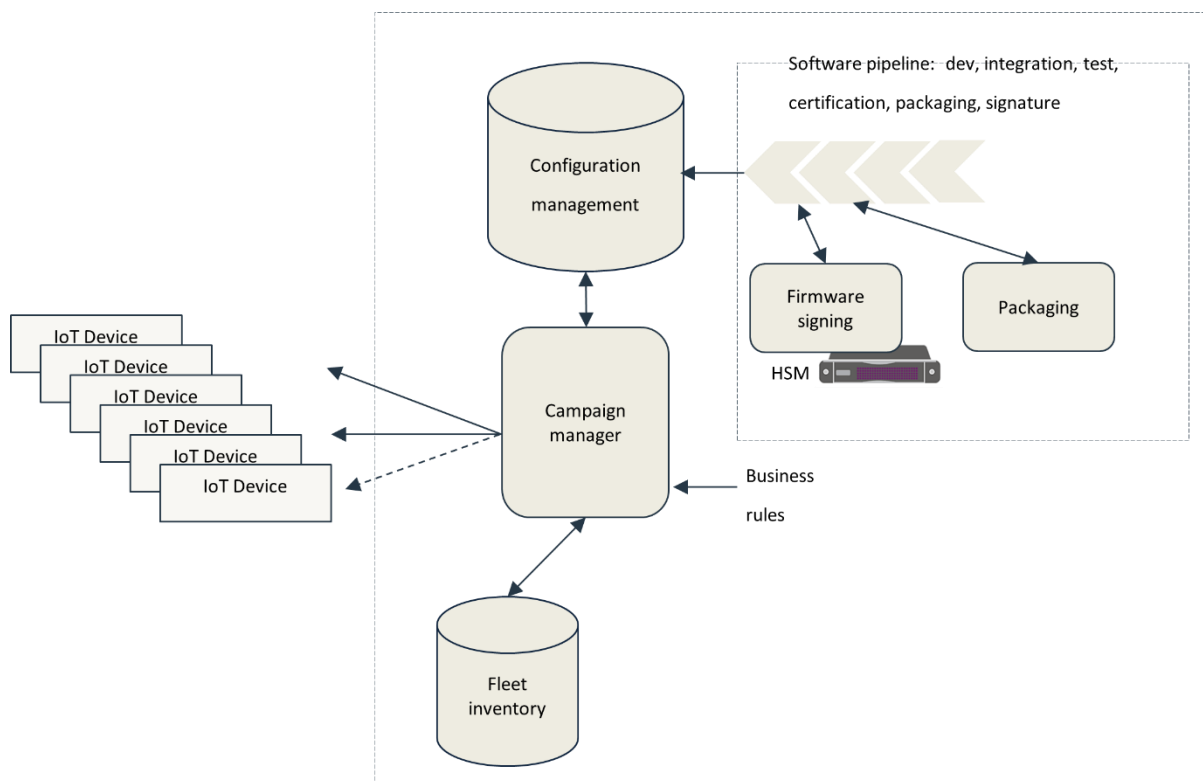 Software pipeline:  dev, integration, test,
certification, packaging, signature
Configuration
management
Firmware
signing
Packaging
HSM
IoT Device
IoT Device
IoT Device
IoT Device
IoT Device
IoT Device
Campaign
manager
Business
rules
Fleet
inventory